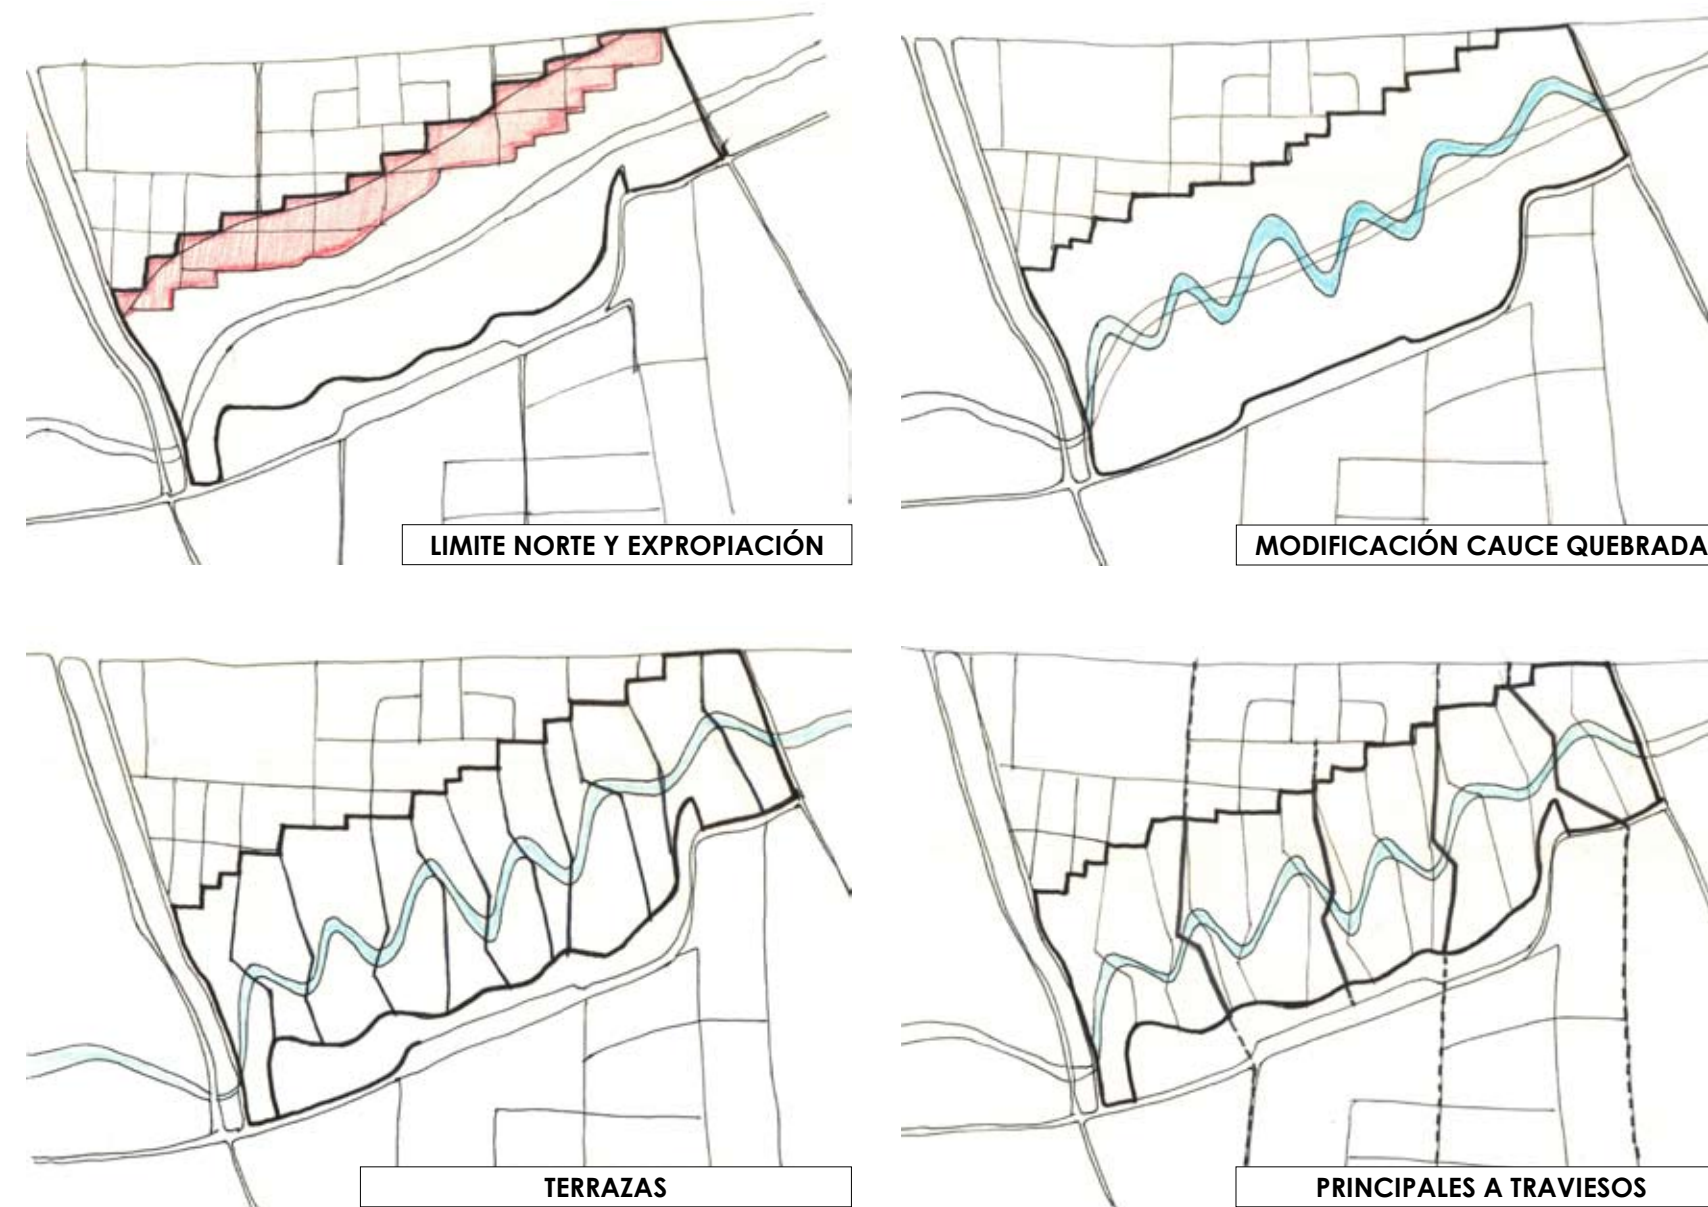 LIMITE NORTE Y EXPROPIACIÓN
MODIFICACIÓN CAUCE QUEBRADA
TERRAZAS
PRINCIPALES A TRAVIESOS